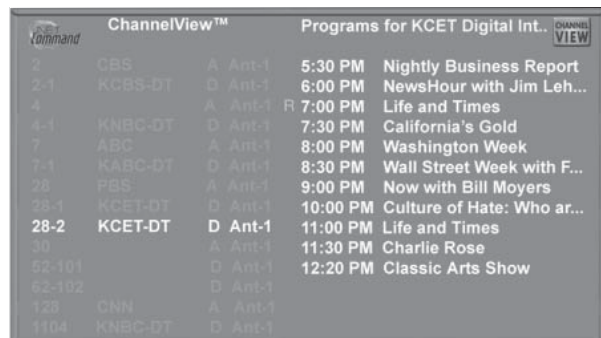 NET Command
ChannelView™
Programs for KCET Digital Int..
CHANNEL VIEW
2 CBS A Ant-1
2-1 KCBS-DT D Ant-1
4 A Ant-1
4-1 KNBC-DT D Ant-1
7 ABC A Ant-1
7-1 KABC-DT D Ant-1
28 PBS A Ant-1
28-1 KCET-DT D Ant-1
28-2 KCET-DT D Ant-1
30 A Ant-1
52-101 D Ant-1
62-102 D Ant-1
128 CNN A Ant-1
1104 KNBC-DT D Ant-1
5:30 PM Nightly Business Report
6:00 PM NewsHour with Jim Leh...
R 7:00 PM Life and Times
7:30 PM California's Gold
8:00 PM Washington Week
8:30 PM Wall Street Week with F...
9:00 PM Now with Bill Moyers
10:00 PM Culture of Hate: Who ar...
11:00 PM Life and Times
11:30 PM Charlie Rose
12:20 PM Classic Arts Show